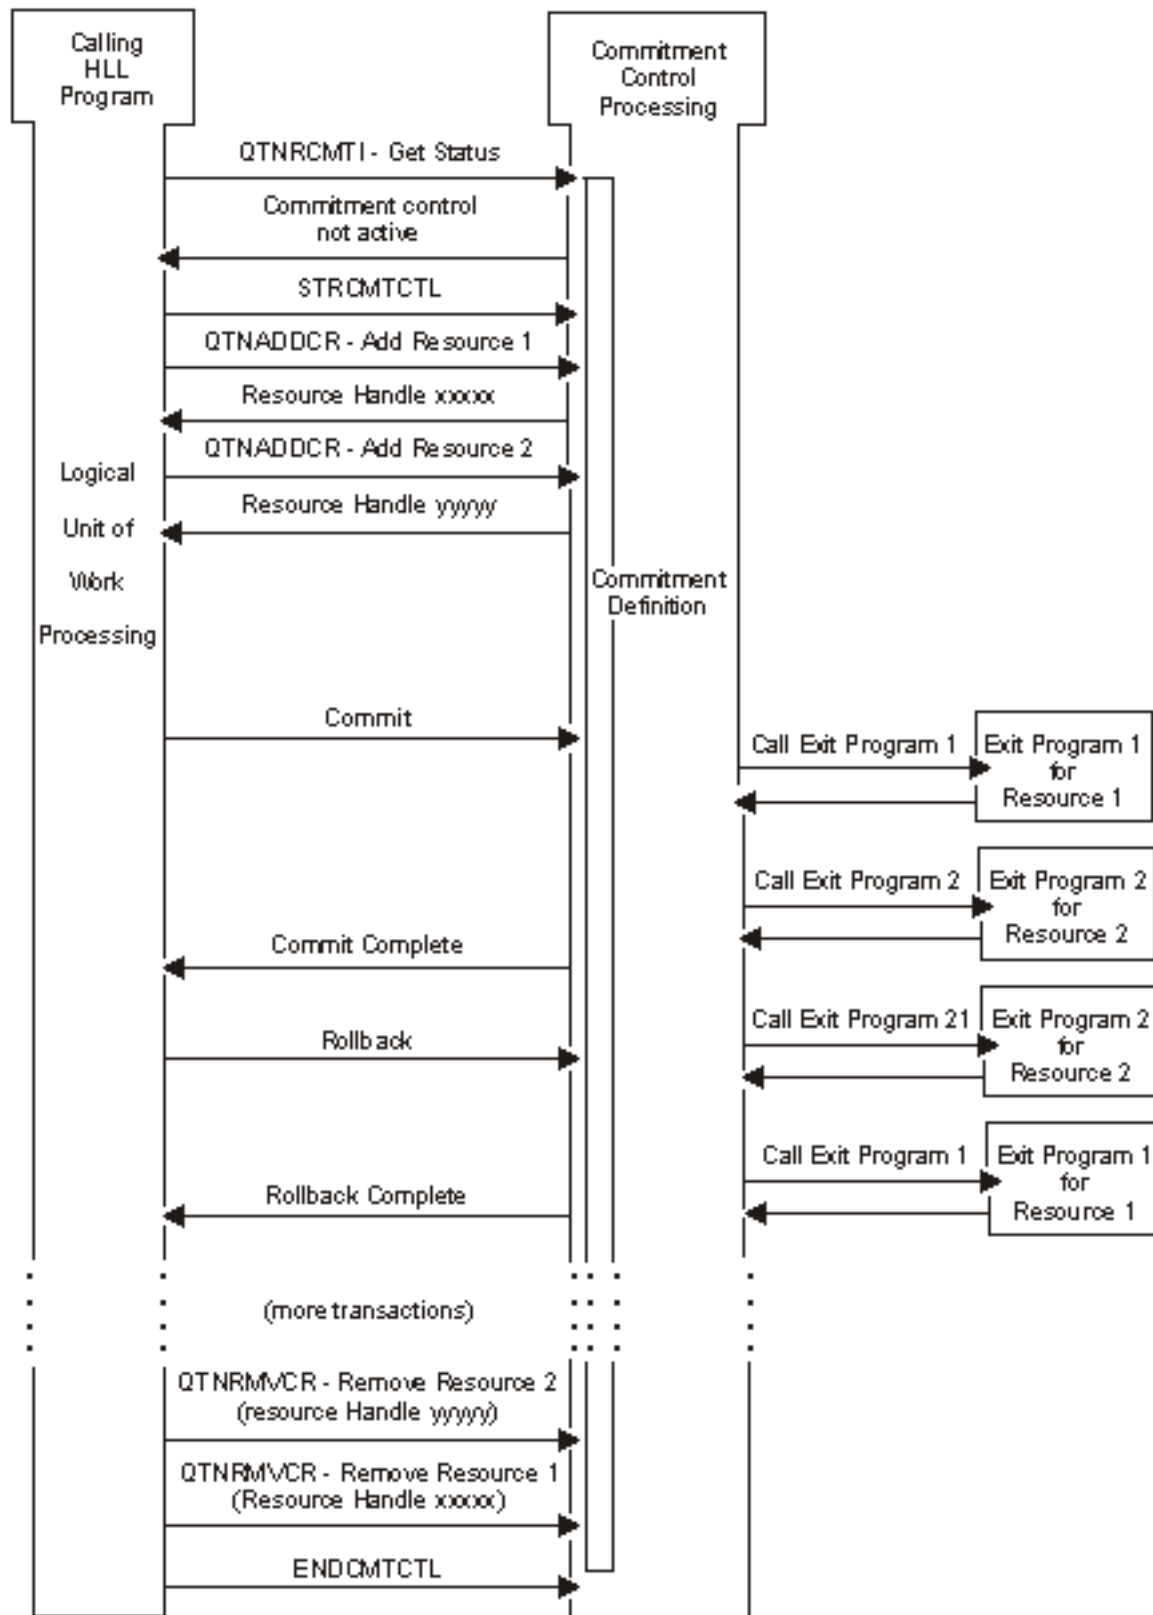 Calling
HLL
Program
Commitment
Control
Processing
QTNRCMTI - Get Status
Commitment control
not active
STRCMTCTL
QTNADDCR - Add Resource 1
Resource Handle xxxxx
QTNADDCR - Add Resource 2
Logical
Resource Handle yyyyy
Unit of
Work
Processing
Commitment
Definition
Commit
Call Exit Program 1
Exit Program 1
for
Resource 1
Call Exit Program 2
Exit Program 2
for
Resource 2
Commit Complete
Rollback
Call Exit Program 21
Exit Program 2
for
Resource 2
Call Exit Program 1
Exit Program 1
for
Resource 1
Rollback Complete
(more transactions)
QTNRMVCR - Remove Resource 2
(resource Handle yyyyy)
QTNRMVCR - Remove Resource 1
(Resource Handle xxxxx)
ENDCMTCTL